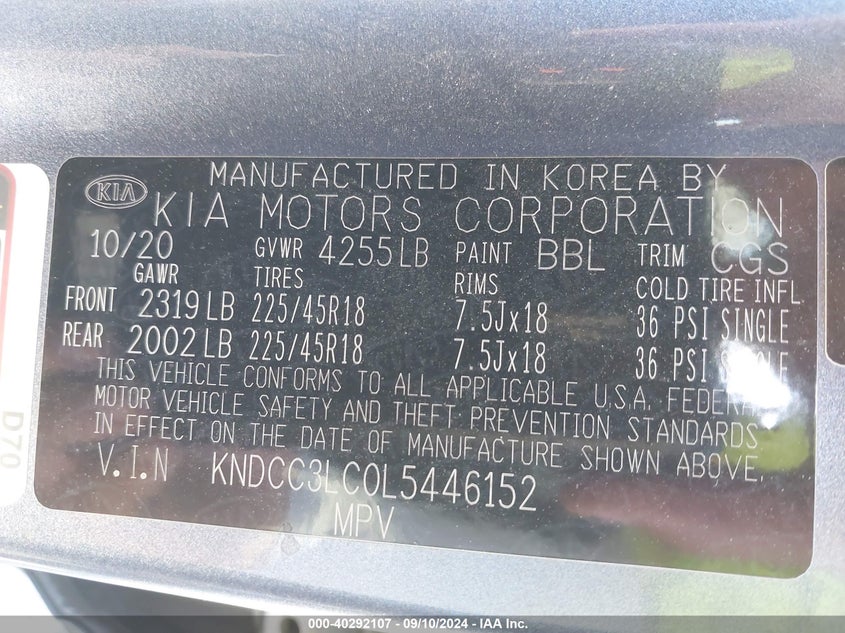 MANUFACTURED IN KOREA BY
KIA KIA MOTORS CORPORATION
10/20 GVWR 4255LB PAINT BBL TRIM CGS
GAWR TIRES RIMS COLD TIRE INFL
FRONT 2319LB 225/45R18 7.5Jx18 36 PSI SINGLE
REAR 2002LB 225/45R18 7.5Jx18 36 PSI SINGLE
THIS VEHICLE CONFORMS TO ALL APPLICABLE U.S.A. FEDERAL
MOTOR VEHICLE SAFETY AND THEFT PREVENTION STANDARDS
IN EFFECT ON THE DATE OF MANUFACTURE SHOWN ABOVE.
V.I.N KNDCC3LC0L5446152
MPV
D70
000-40292107 - 09/10/2024 - IAA Inc.